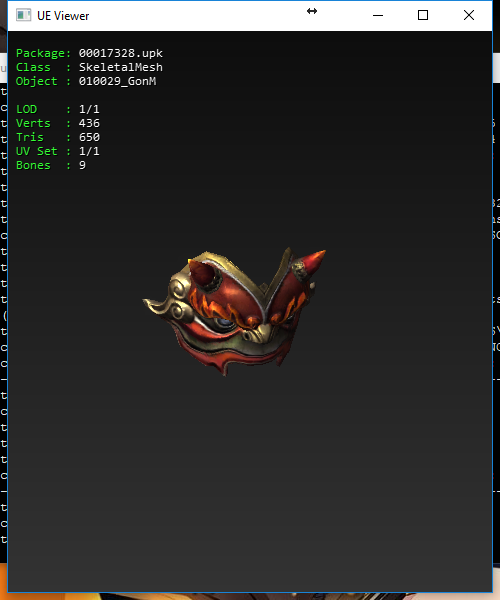 UE Viewer
Package: 00017328.upk
Class : SkeletalMesh
Object : 010029_GonM
LOD : 1/1
Verts : 436
Tris : 650
UV Set : 1/1
Bones : 9